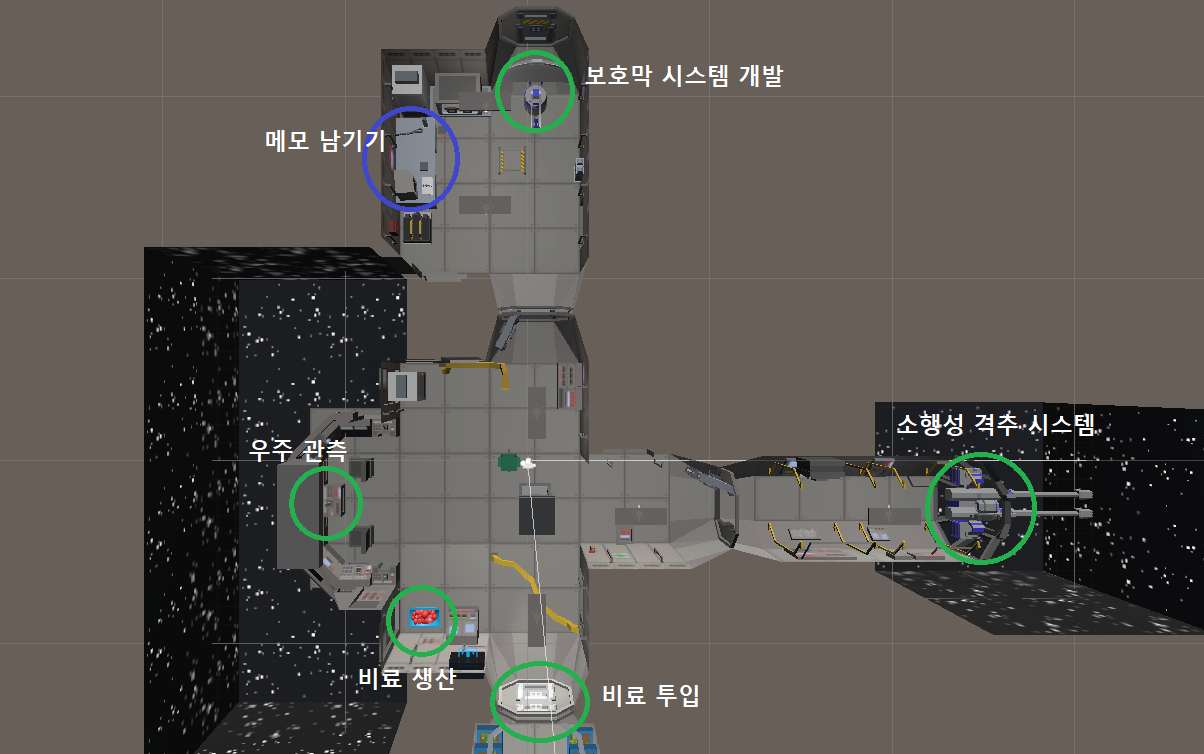 보호막 시스템 개발
메모 남기기
소행성 격추 시스템
우주 관측
비료 생산
비료 투입